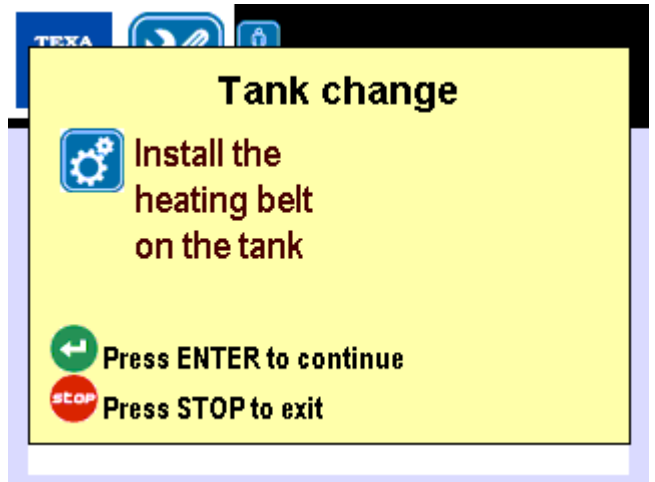 TEXA
Tank change
Install the
heating belt
on the tank
Press ENTER to continue
stop
Press STOP to exit